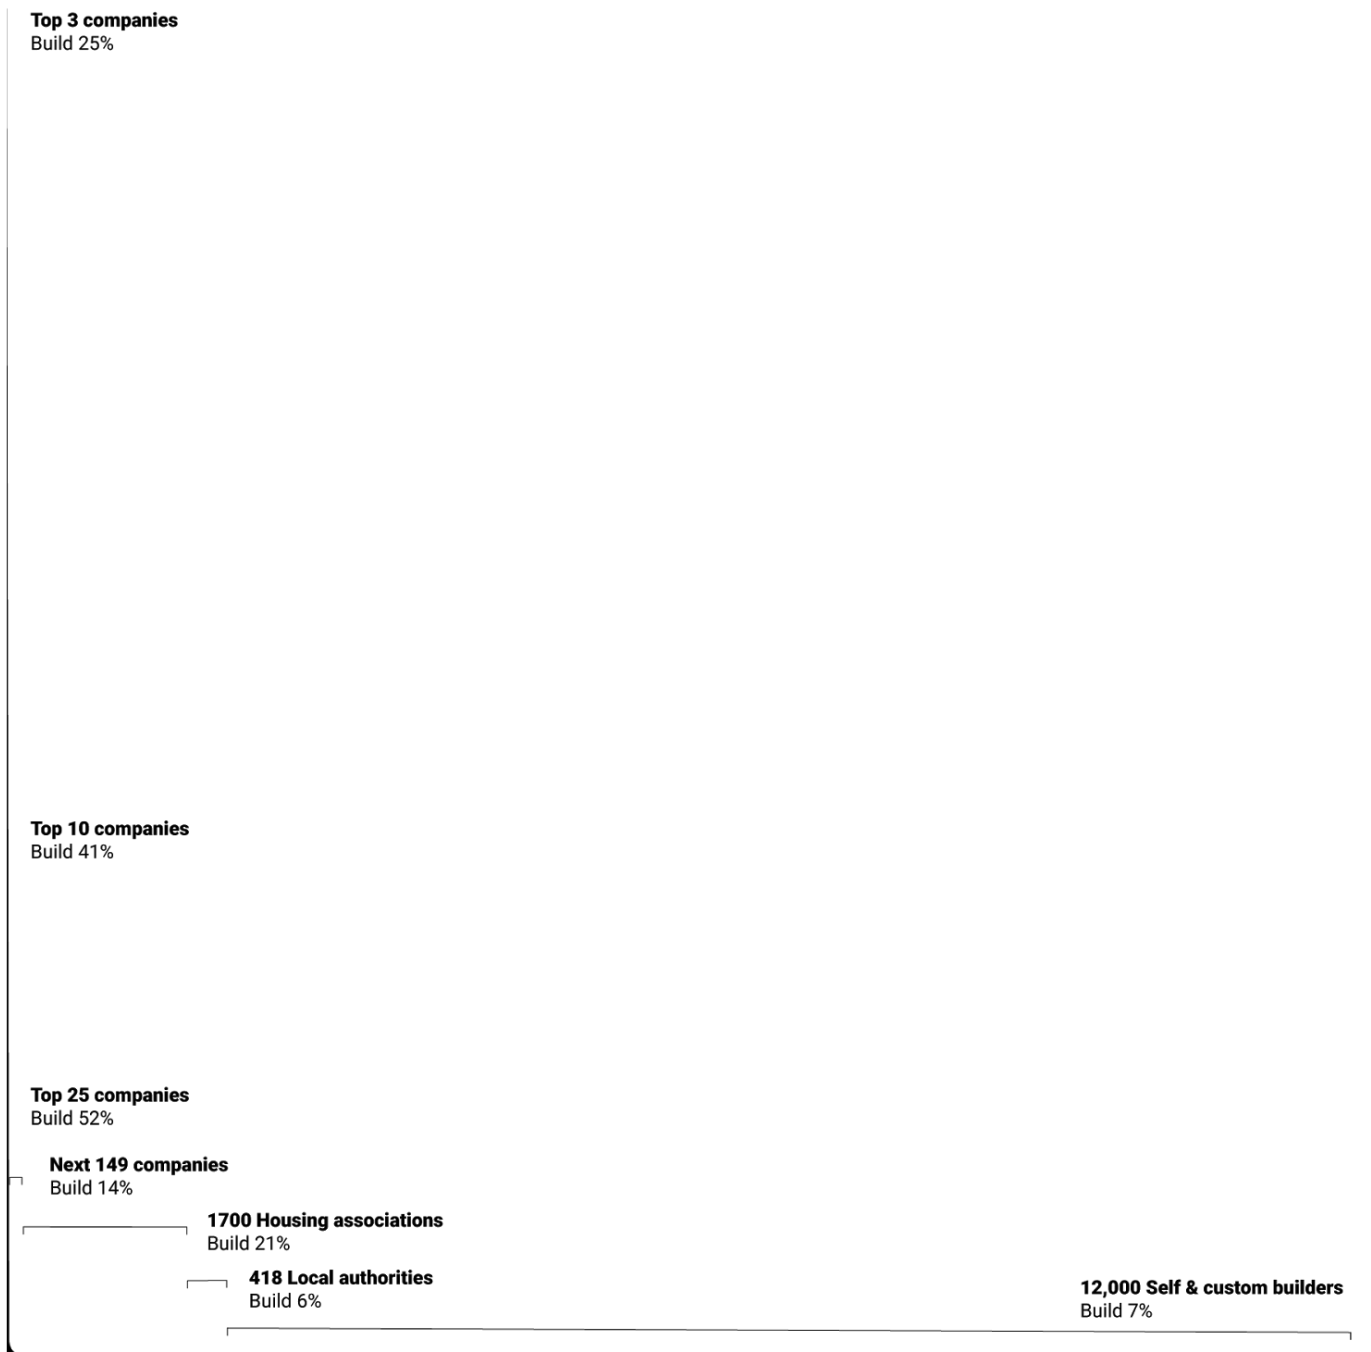 Top 3 companies
Build 25%
Top 10 companies
Build 41%
Top 25 companies
Build 52%
Next 149 companies
Build 14%
1700 Housing associations
Build 21%
418 Local authorities
Build 6%
12,000 Self & custom builders
Build 7%